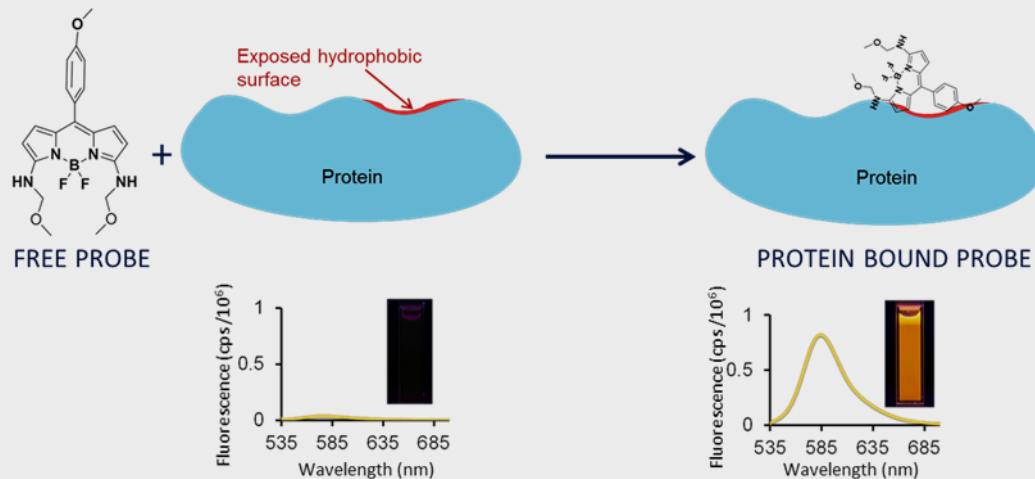 O
N
B
N
HN
F
F
NH
O
O
FREE PROBE
+
Exposed hydrophobic
surface
Protein
H
N
O
N
F
B
F
N
O
HN
O
Protein
PROTEIN BOUND PROBE
Fluorescence (cps /10⁶)
1
0.5
0
535 585 635 685
Wavelength (nm)
Fluorescence (cps /10⁶)
1
0.5
0
535 585 635 685
Wavelength (nm)